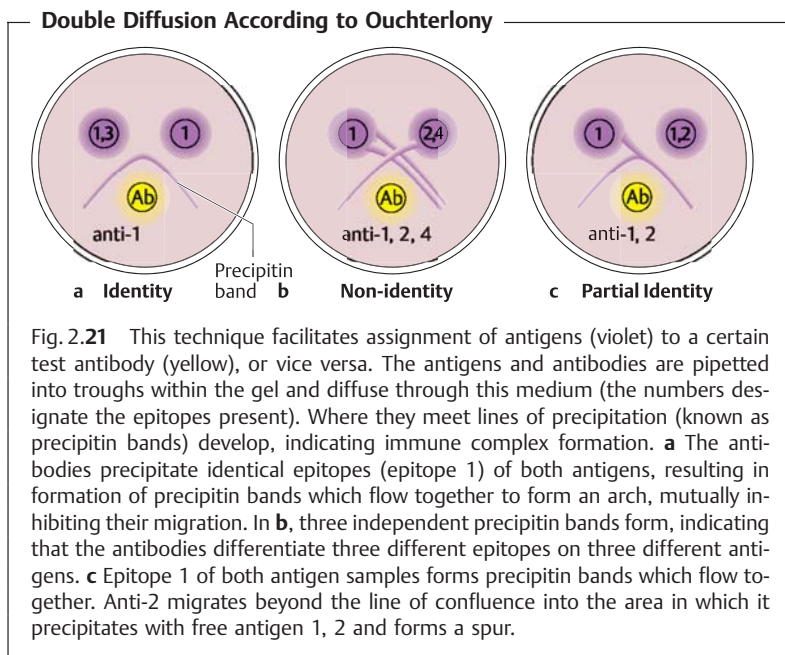 Double Diffusion According to Ouchterlony
1,3 1 1 2,4 1 1,2
Ab Ab Ab
anti-1 anti-1, 2, 4 anti-1, 2
Precipitin
a Identity band b Non-identity c Partial Identity
Fig. 2.21 This technique facilitates assignment of antigens (violet) to a certain
test antibody (yellow), or vice versa. The antigens and antibodies are pipetted
into troughs within the gel and diffuse through this medium (the numbers des-
ignate the epitopes present). Where they meet lines of precipitation (known as
precipitin bands) develop, indicating immune complex formation. a The anti-
bodies precipitate identical epitopes (epitope 1) of both antigens, resulting in
formation of precipitin bands which flow together to form an arch, mutually in-
hibiting their migration. In b, three independent precipitin bands form, indicating
that the antibodies differentiate three different epitopes on three different anti-
gens. c Epitope 1 of both antigen samples forms precipitin bands which flow to-
gether. Anti-2 migrates beyond the line of confluence into the area in which it
precipitates with free antigen 1, 2 and forms a spur.